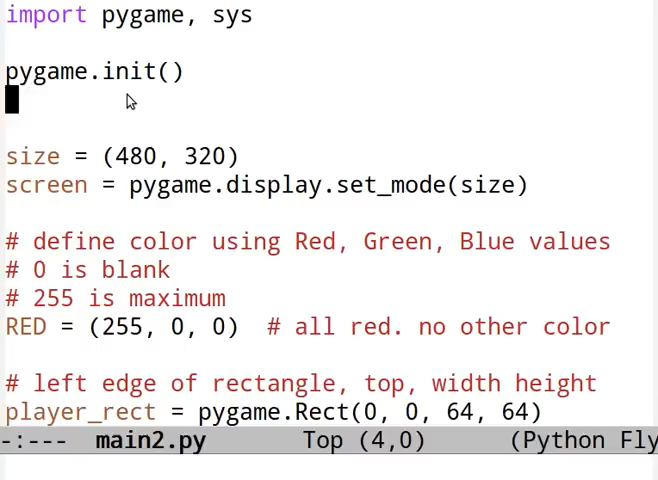 import pygame, sys
pygame.init()
size = (480, 320)
screen = pygame.display.set_mode(size)
# define color using Red, Green, Blue values
# 0 is blank
# 255 is maximum
RED = (255, 0, 0)  # all red. no other color
# left edge of rectangle, top, width height
player_rect = pygame.Rect(0, 0, 64, 64)
-:---  main2.py       Top (4,0)      (Python Fly